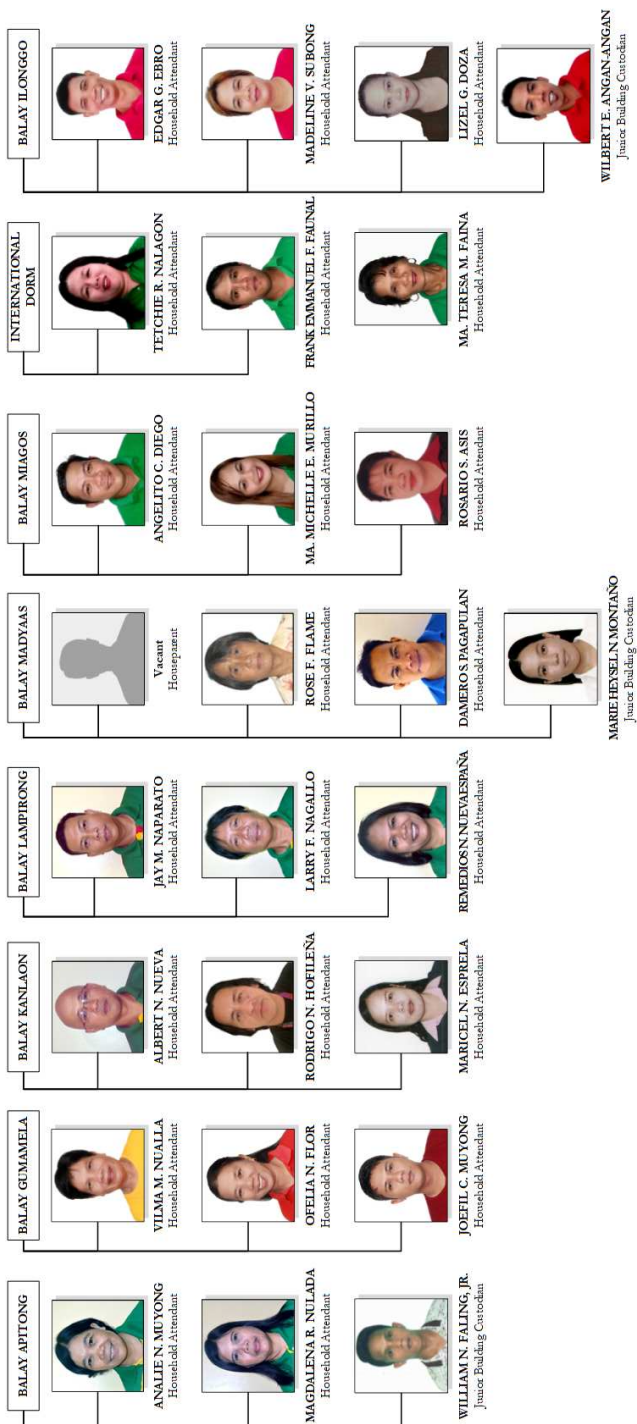 BALAY APITONG
ANALIE N. MUYONG
Household Attendant
MAGDALENA R. NULADA
Household Attendant
WILLIAM N. FALING, JR.
Junior Building Custodian
BALAY GUMAMELA
VILMA M. NUALLA
Household Attendant
OFELIA N. FLOR
Household Attendant
JOEFIL C. MUYONG
Household Attendant
BALAY KANLAON
ALBERT N. NUEVA
Household Attendant
RODRIGO N. HOFILEÑA
Household Attendant
MARICEL N. ESPRELA
Household Attendant
BALAY LAMPIRONG
JAY M. NAPARATO
Household Attendant
LARRY F. NAGALLO
Household Attendant
REMEDIOS N. NUEVAESPAÑA
Household Attendant
BALAY MADYAAS
Vacant
Houseparent
ROSE F. FLAME
Household Attendant
DAMERO S. PAGAPULAN
Household Attendant
MARIE HEYSEL N. MONTAÑO
Junior Building Custodian
BALAY MIAGOS
ANGELITO C. DIEGO
Household Attendant
MA. MICHELLE E. MURILLO
Household Attendant
ROSARIO S. ASIS
Household Attendant
INTERNATIONAL
DORM
TETCHIE R. NALAGON
Household Attendant
FRANK EMMANUEL F. FAUNAL
Household Attendant
MA. TERESA M. FAINA
Household Attendant
BALAY ILONGGO
EDGAR G. EBRO
Household Attendant
MADELINE V. SUBONG
Household Attendant
LIZEL G. DOZA
Household Attendant
WILBERT E. ANGAN-ANGAN
Junior Building Custodian